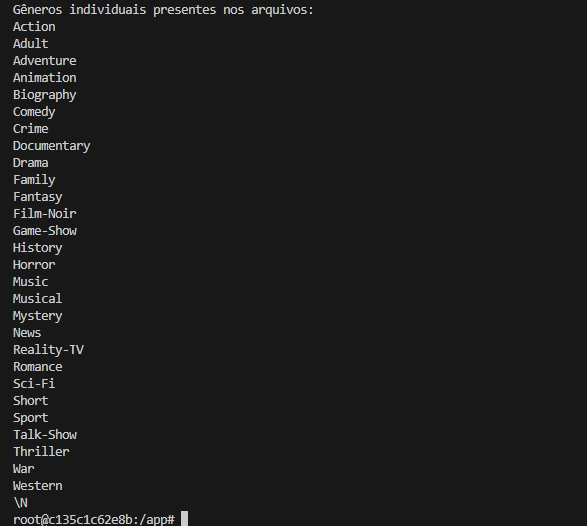 Gêneros individuais presentes nos arquivos:
Action
Adult
Adventure
Animation
Biography
Comedy
Crime
Documentary
Drama
Family
Fantasy
Film-Noir
Game-Show
History
Horror
Music
Musical
Mystery
News
Reality-TV
Romance
Sci-Fi
Short
Sport
Talk-Show
Thriller
War
Western
\N
root@c135c1c62e8b:/app#